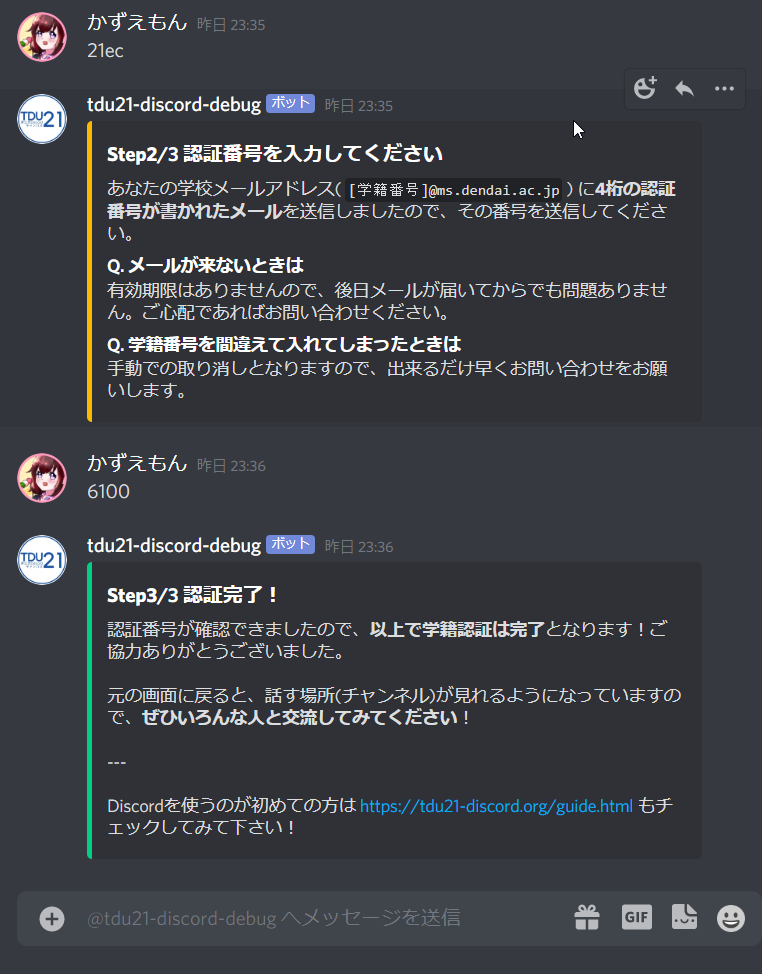 かずえもん 昨日 23:35
21ec
TDU21
tdu21-discord-debug ボット 昨日 23:35
Step2/3 認証番号を入力してください
あなたの学校メールアドレス( [学籍番号]@ms.dendai.ac.jp ) に4桁の認証
番号が書かれたメールを送信しましたので、その番号を送信してくださ
い。
Q. メールが来ないときは
有効期限はありませんので、後日メールが届いてからでも問題ありませ
ん。ご心配であればお問い合わせください。
Q. 学籍番号を間違えて入れてしまったときは
手動での取り消しとなりますので、出来るだけ早くお問い合わせをお願
いします。
かずえもん 昨日 23:36
6100
TDU21
tdu21-discord-debug ボット 昨日 23:36
Step3/3 認証完了！
認証番号が確認できましたので、以上で学籍認証は完了となります！ご
協力ありがとうございました。
元の画面に戻ると、話す場所(チャンネル)が見れるようになっていますの
で、ぜひいろんな人と交流してみてください！
---
Discordを使うのが初めての方は https://tdu21-discord.org/guide.html もチ
ェックしてみて下さい！
@tdu21-discord-debug へメッセージを送信
GIF